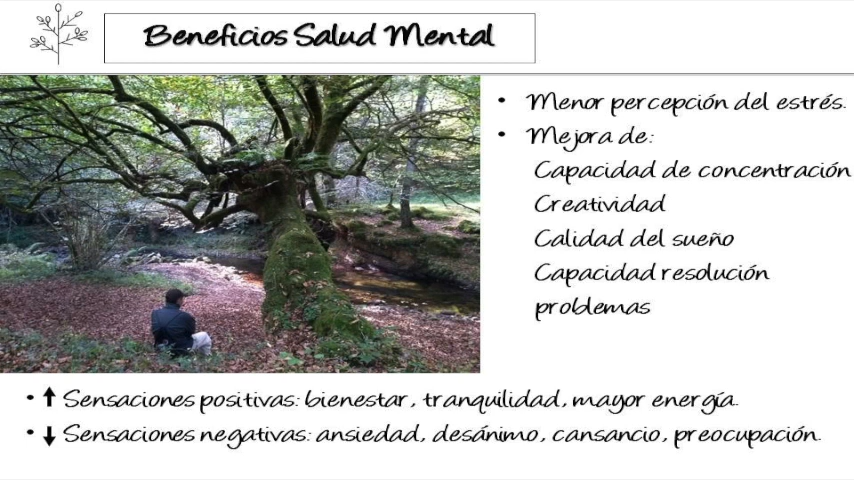 Beneficios Salud Mental
• Menor percepción del estrés.
• Mejora de:
Capacidad de concentración
Creatividad
Calidad del sueño
Capacidad resolución
problemas
• ↑ Sensaciones positivas: bienestar, tranquilidad, mayor energía.
• ↓ Sensaciones negativas: ansiedad, desánimo, cansancio, preocupación.